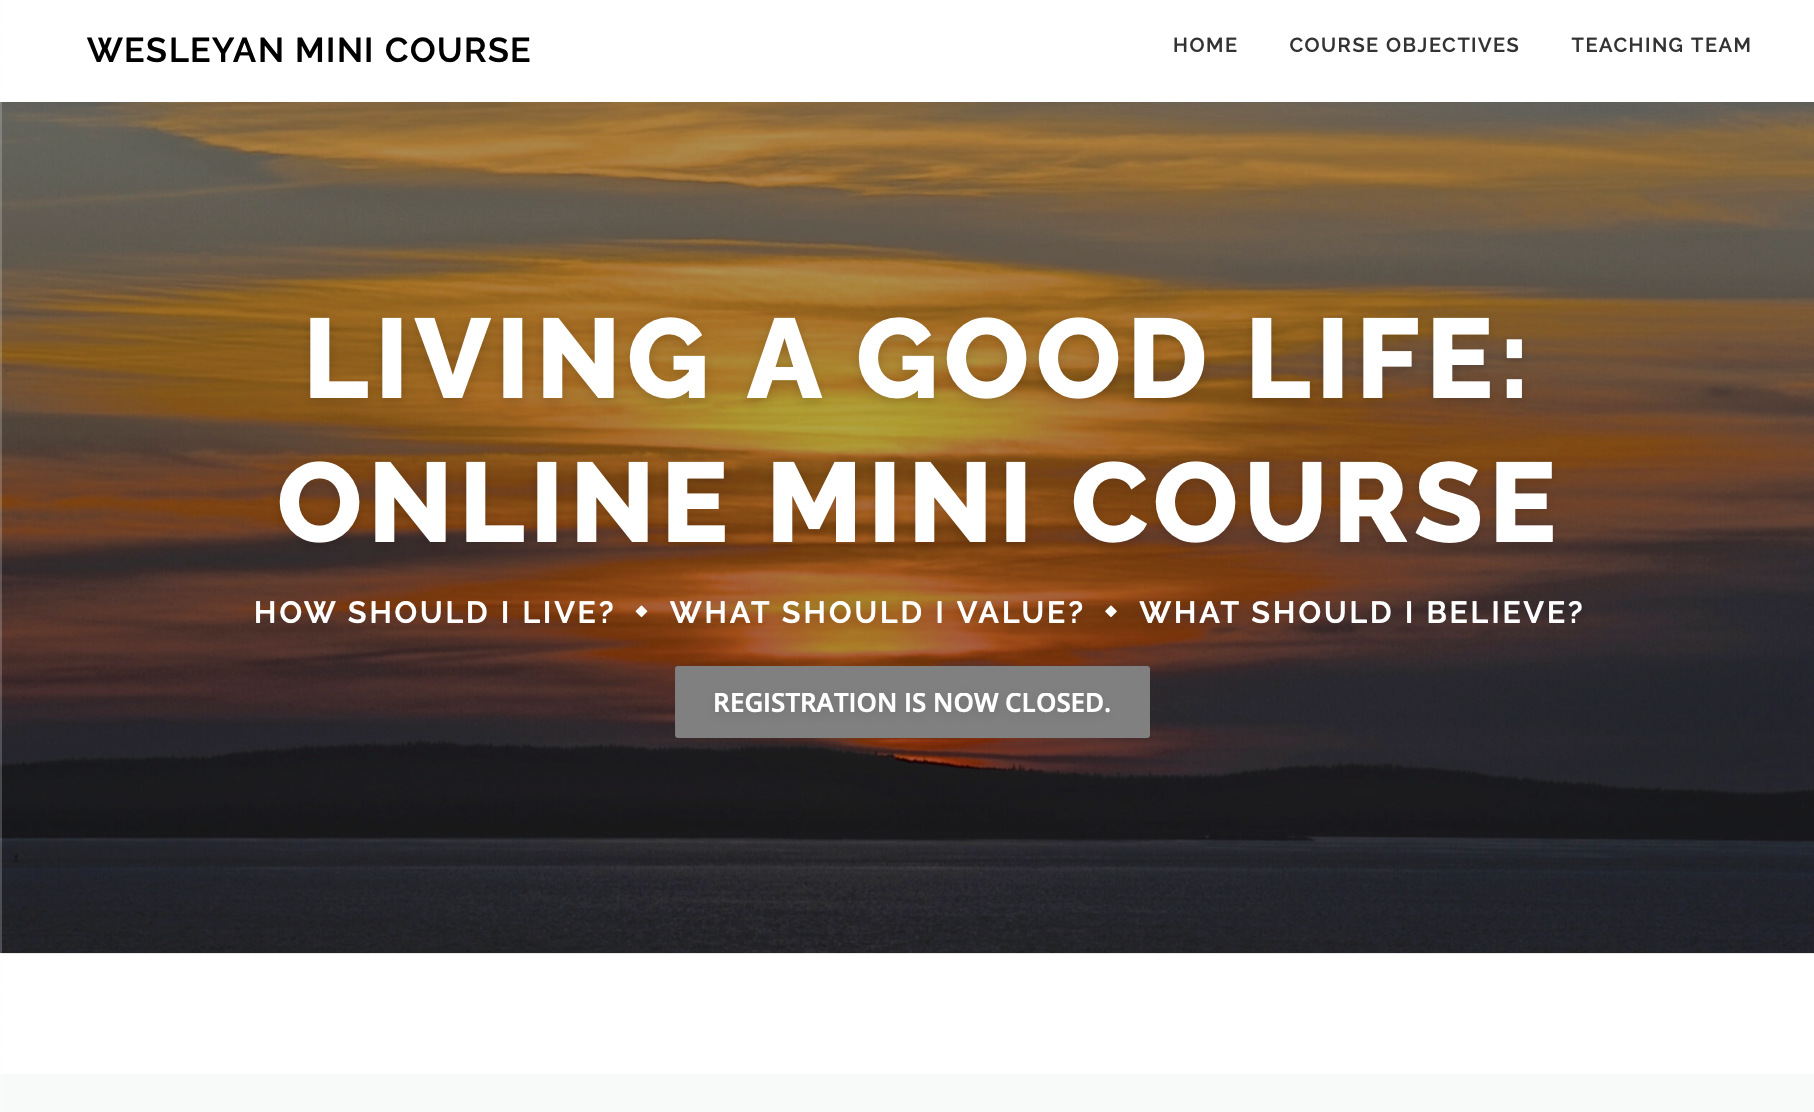 WESLEYAN MINI COURSE
HOME COURSE OBJECTIVES TEACHING TEAM
LIVING A GOOD LIFE:
ONLINE MINI COURSE
HOW SHOULD I LIVE? ⬥ WHAT SHOULD I VALUE? ⬥ WHAT SHOULD I BELIEVE?
REGISTRATION IS NOW CLOSED.